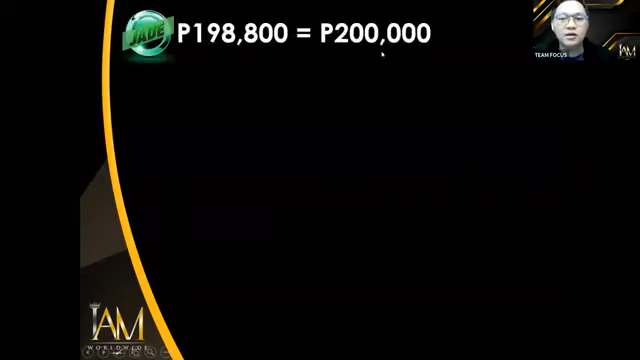 JADE P198,800 = P200,000
TEAM FOCUS
IAM
IAM
WORLDWIDE